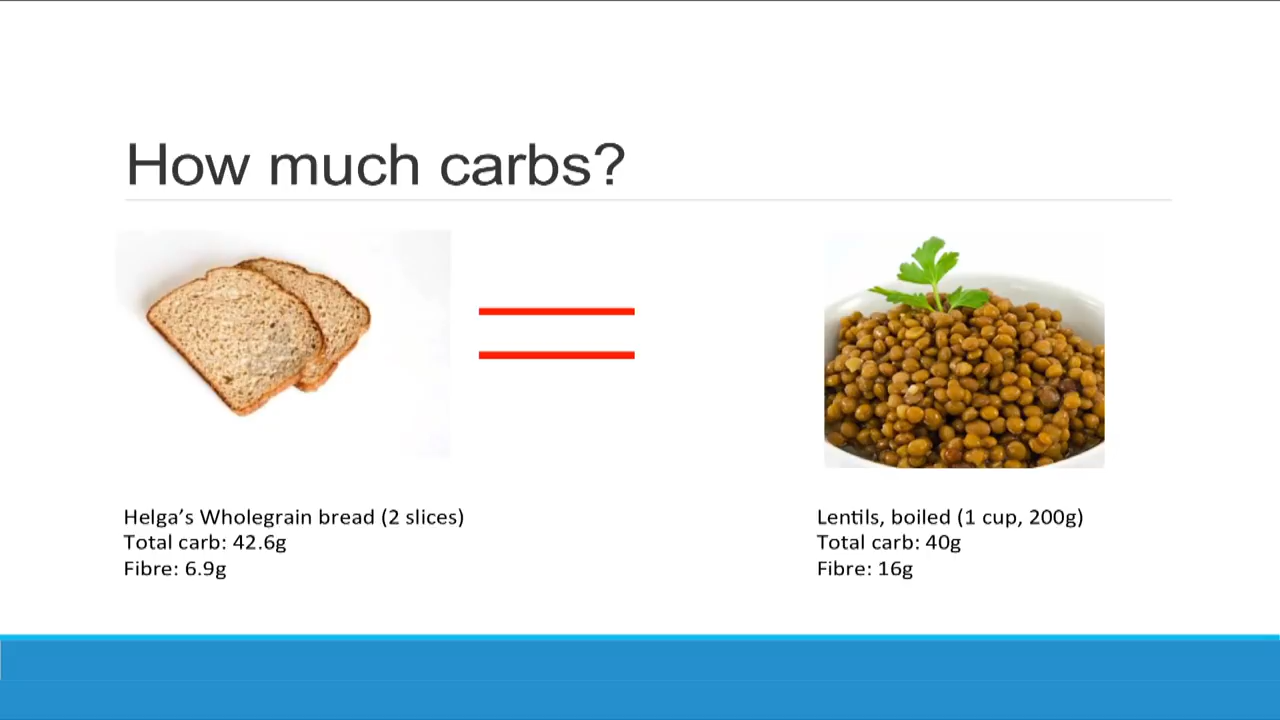 How much carbs?
Helga's Wholegrain bread (2 slices)
Total carb: 42.6g
Fibre: 6.9g
Lentils, boiled (1 cup, 200g)
Total carb: 40g
Fibre: 16g